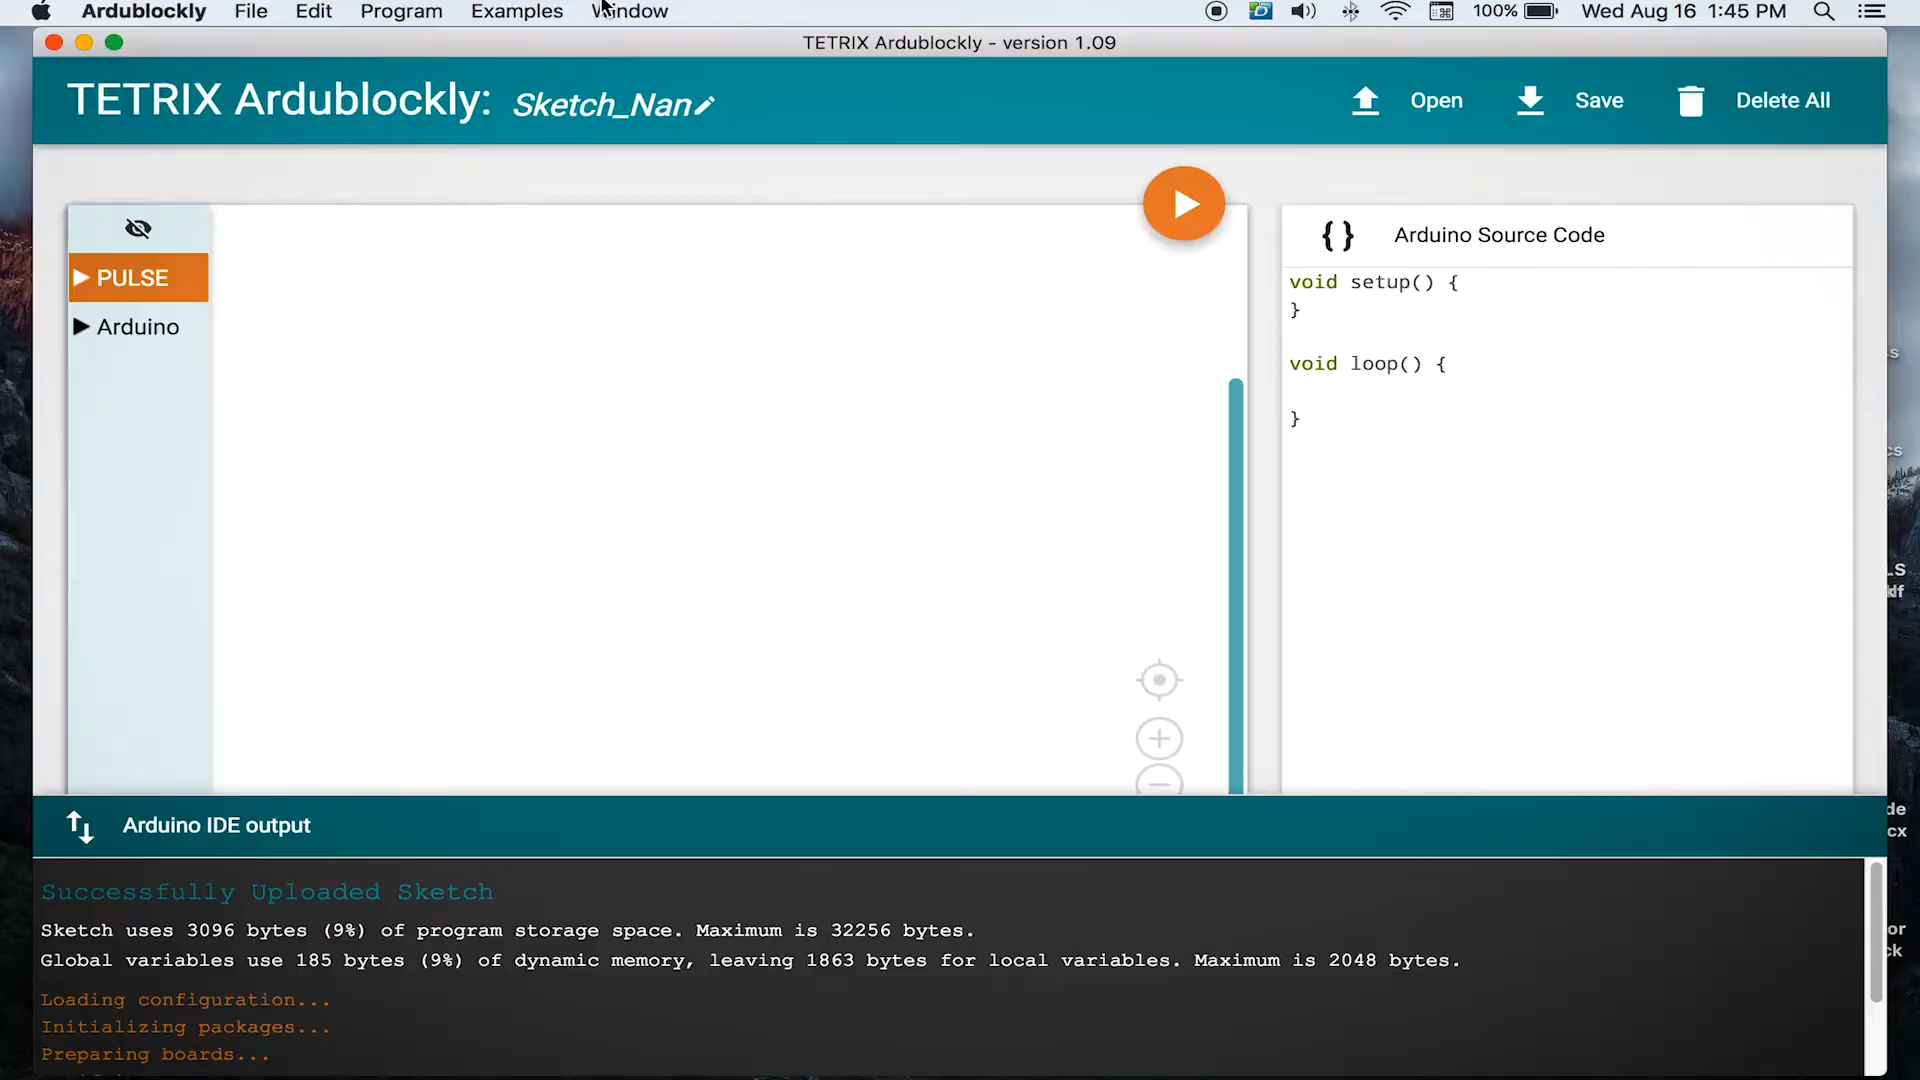 Ardublockly File Edit Program Examples Window 100% Wed Aug 16 1:45 PM
TETRIX Ardublockly - version 1.09
TETRIX Ardublockly: Sketch_Nan Open Save Delete All
PULSE
Arduino
{ } Arduino Source Code
void setup() {
}
void loop() {
}
Arduino IDE output
Successfully Uploaded Sketch
Sketch uses 3096 bytes (9%) of program storage space. Maximum is 32256 bytes.
Global variables use 185 bytes (9%) of dynamic memory, leaving 1863 bytes for local variables. Maximum is 2048 bytes.
Loading configuration...
Initializing packages...
Preparing boards...